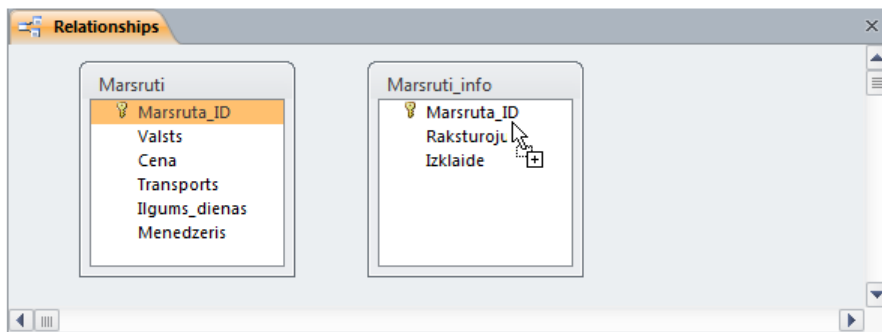 Relationships
Marsruti
Marsruta_ID
Valsts
Cena
Transports
Ilgums_dienas
Menedzeris
Marsruti_info
Marsruta_ID
Izklaide